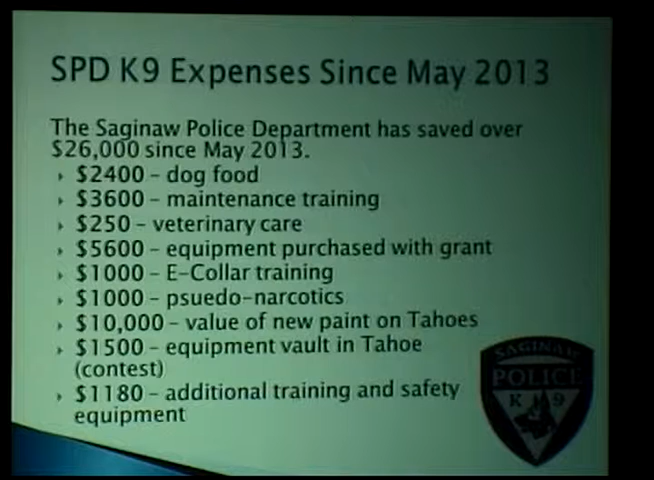 SPD K9 Expenses Since May 2013
The Saginaw Police Department has saved over
$26,000 since May 2013.
$2400 – dog food
$3600 – maintenance training
$250 – veterinary care
$5600 – equipment purchased with grant
$1000 – E-Collar training
$1000 – psuedo-narcotics
$10,000 – value of new paint on Tahoes
$1500 – equipment vault in Tahoe
(contest)
$1180 – additional training and safety
equipment
SAGINAW
POLICE
K 9